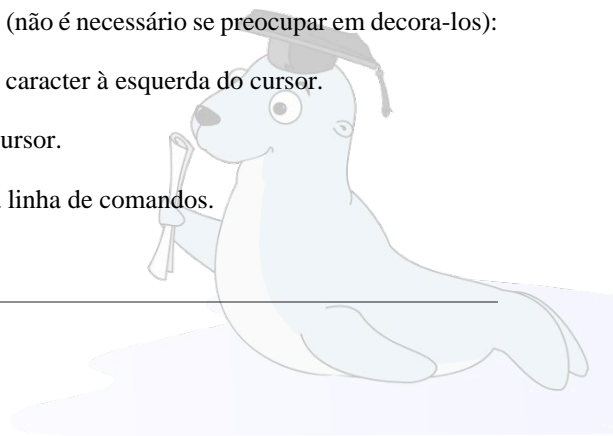 (não é necessário se preocupar em decora-los):
caracter à esquerda do cursor.
ursor.
linha de comandos.